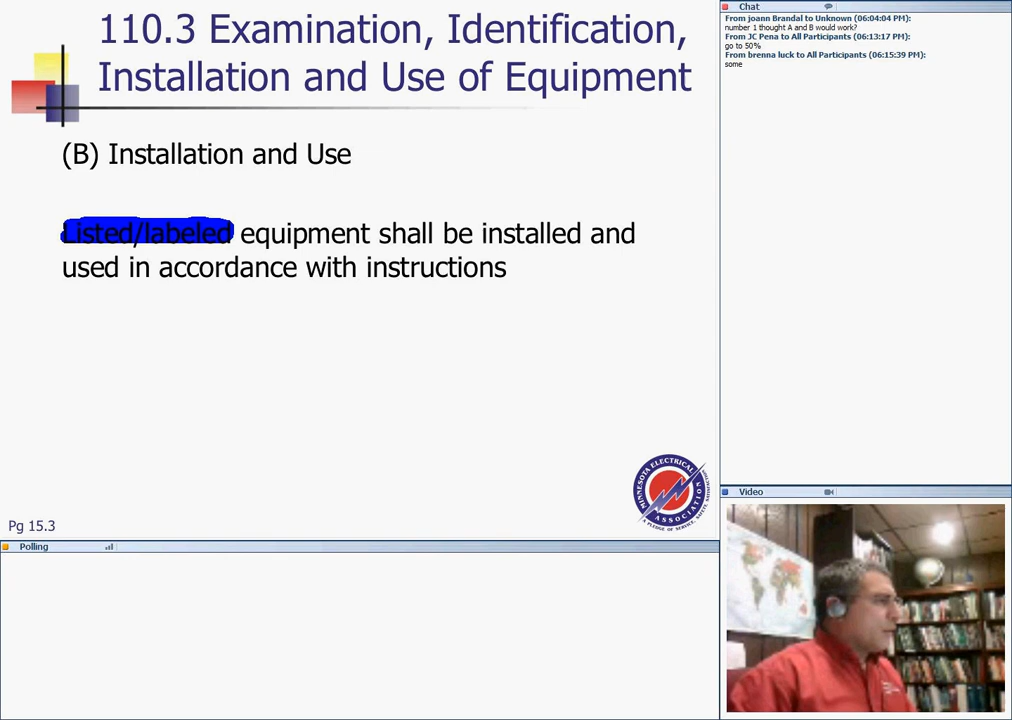 110.3 Examination, Identification,
Installation and Use of Equipment
(B) Installation and Use
Listed/labeled equipment shall be installed and
used in accordance with instructions
MINNESOTA ELECTRICAL
ASSOCIATION
Pg 15.3
Polling
Chat
From joann Brandal to Unknown (06:04:04 PM):
number 1 thought A and B would work?
From JC Pena to All Participants (06:13:17 PM):
go to 50%
From brenna luck to All Participants (06:15:39 PM):
some
Video